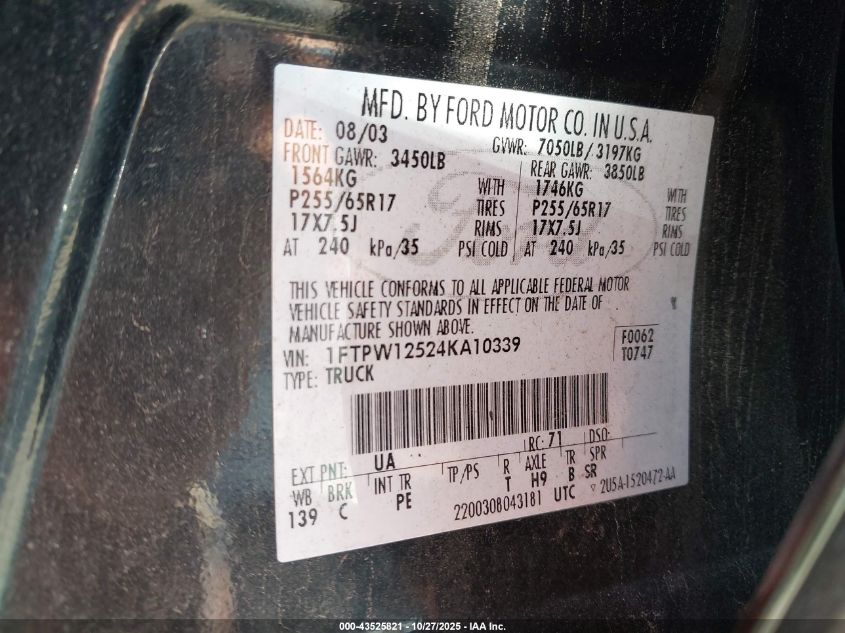 MFD. BY FORD MOTOR CO. IN U.S.A.
DATE: 08/03 GVWR: 7050LB/ 3197KG
FRONT GAWR: 3450LB REAR GAWR: 3850LB
1564KG WITH 1746KG WITH
P255/65R17 TIRES P255/65R17 TIRES
17X7.5J RIMS 17X7.5J RIMS
AT 240 kPa/35 PSI COLD AT 240 kPa/35 PSI COLD
THIS VEHICLE CONFORMS TO ALL APPLICABLE FEDERAL MOTOR
VEHICLE SAFETY STANDARDS IN EFFECT ON THE DATE OF
MANUFACTURE SHOWN ABOVE.
VIN: 1FTPW12524KA10339 F0062
TYPE: TRUCK T0747
EXT PNT: UA RC: 71 DSO:
WB BRK INT TR TP/PS R AXLE TR SPR
139 C PE T H9 B SR
2200308043181 UTC ▽ 2U5A-1520472-AA
Ford
000-43525821 | 10/27/2025 - IAA Inc.